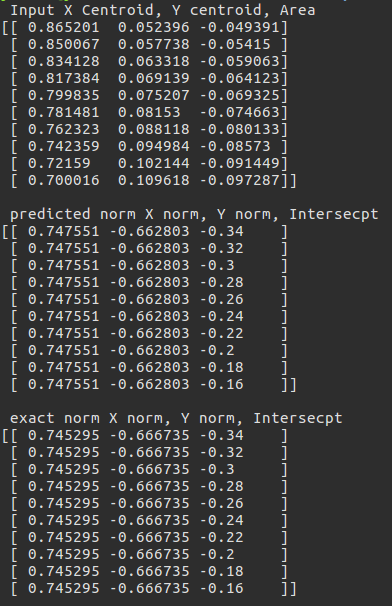 Input X Centroid, Y centroid, Area
[[ 0.865201  0.052396 -0.049391]
 [ 0.850067  0.057738 -0.05415 ]
 [ 0.834128  0.063318 -0.059063]
 [ 0.817384  0.069139 -0.064123]
 [ 0.799835  0.075207 -0.069325]
 [ 0.781481  0.08153  -0.074663]
 [ 0.762323  0.088118 -0.080133]
 [ 0.742359  0.094984 -0.08573 ]
 [ 0.72159   0.102144 -0.091449]
 [ 0.700016  0.109618 -0.097287]]
predicted norm X norm, Y norm, Intersecpt
[[ 0.747551 -0.662803 -0.34    ]
 [ 0.747551 -0.662803 -0.32    ]
 [ 0.747551 -0.662803 -0.3     ]
 [ 0.747551 -0.662803 -0.28    ]
 [ 0.747551 -0.662803 -0.26    ]
 [ 0.747551 -0.662803 -0.24    ]
 [ 0.747551 -0.662803 -0.22    ]
 [ 0.747551 -0.662803 -0.2     ]
 [ 0.747551 -0.662803 -0.18    ]
 [ 0.747551 -0.662803 -0.16    ]]
exact norm X norm, Y norm, Intersecpt
[[ 0.745295 -0.666735 -0.34    ]
 [ 0.745295 -0.666735 -0.32    ]
 [ 0.745295 -0.666735 -0.3     ]
 [ 0.745295 -0.666735 -0.28    ]
 [ 0.745295 -0.666735 -0.26    ]
 [ 0.745295 -0.666735 -0.24    ]
 [ 0.745295 -0.666735 -0.22    ]
 [ 0.745295 -0.666735 -0.2     ]
 [ 0.745295 -0.666735 -0.18    ]
 [ 0.745295 -0.666735 -0.16    ]]